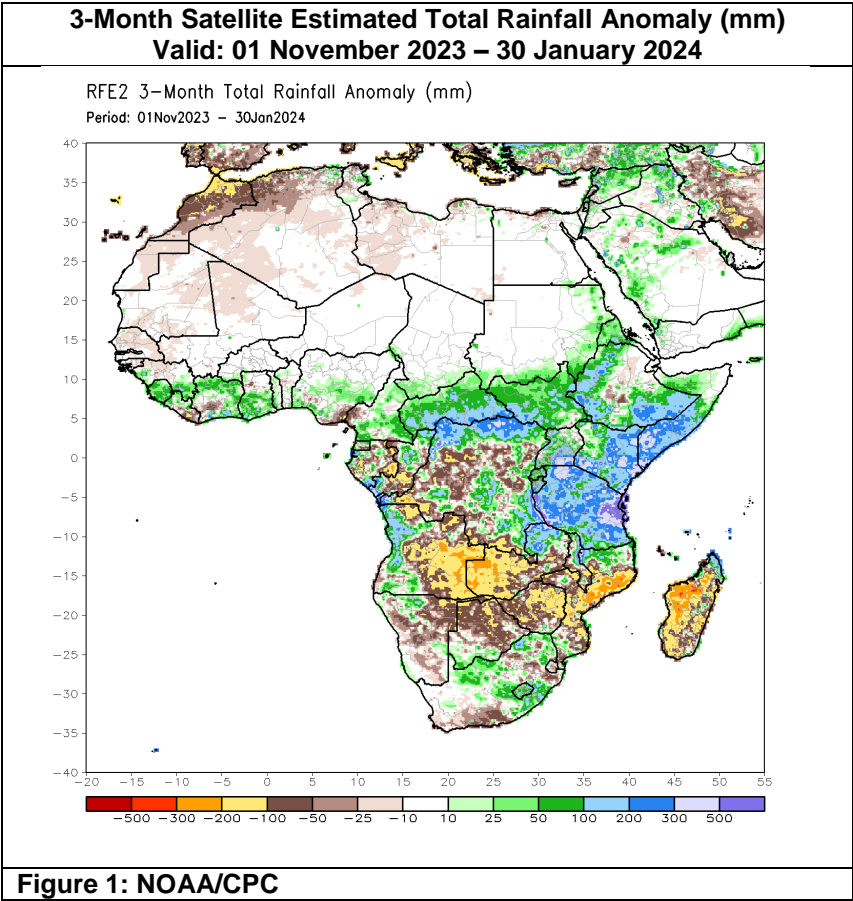 3-Month Satellite Estimated Total Rainfall Anomaly (mm)
Valid: 01 November 2023 – 30 January 2024
RFE2 3-Month Total Rainfall Anomaly (mm)
Period: 01Nov2023 – 30Jan2024
40
35
30
25
20
15
10
5
0
−5
−10
−15
−20
−25
−30
−35
−40
−20 −15 −10 −5 0 5 10 15 20 25 30 35 40 45 50 55
−500 −300 −200 −100 −50 −25 −10 10 25 50 100 200 300 500
Figure 1: NOAA/CPC